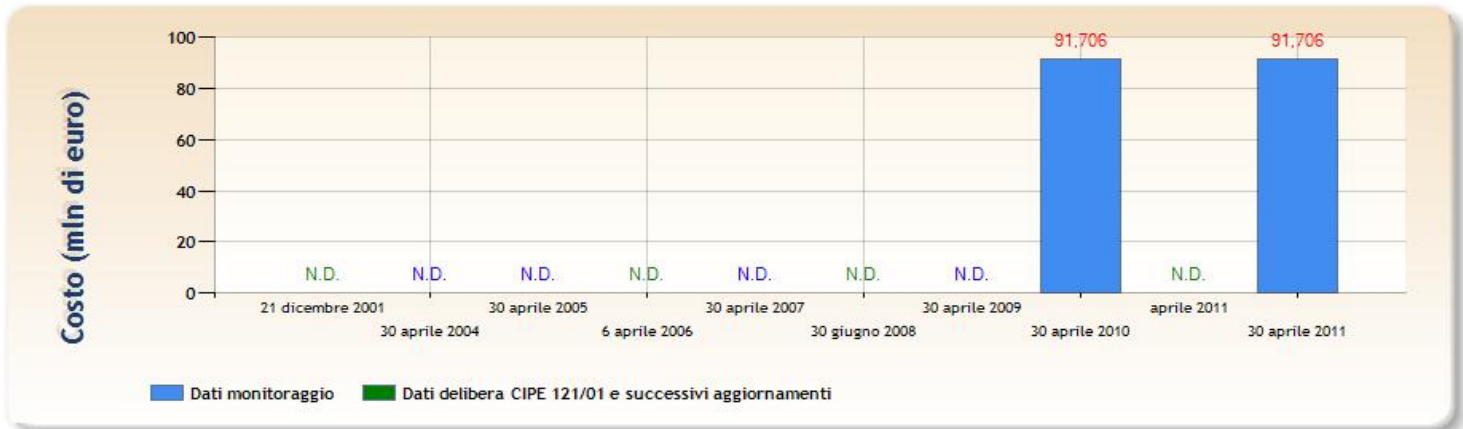 Costo (mln di euro)
100
80
60
40
20
0
91,706
91,706
N.D.
N.D.
N.D.
N.D.
N.D.
N.D.
N.D.
N.D.
21 dicembre 2001
30 aprile 2004
30 aprile 2005
6 aprile 2006
30 aprile 2007
30 giugno 2008
30 aprile 2009
30 aprile 2010
aprile 2011
30 aprile 2011
Dati monitoraggio
Dati delibera CIPE 121/01 e successivi aggiornamenti